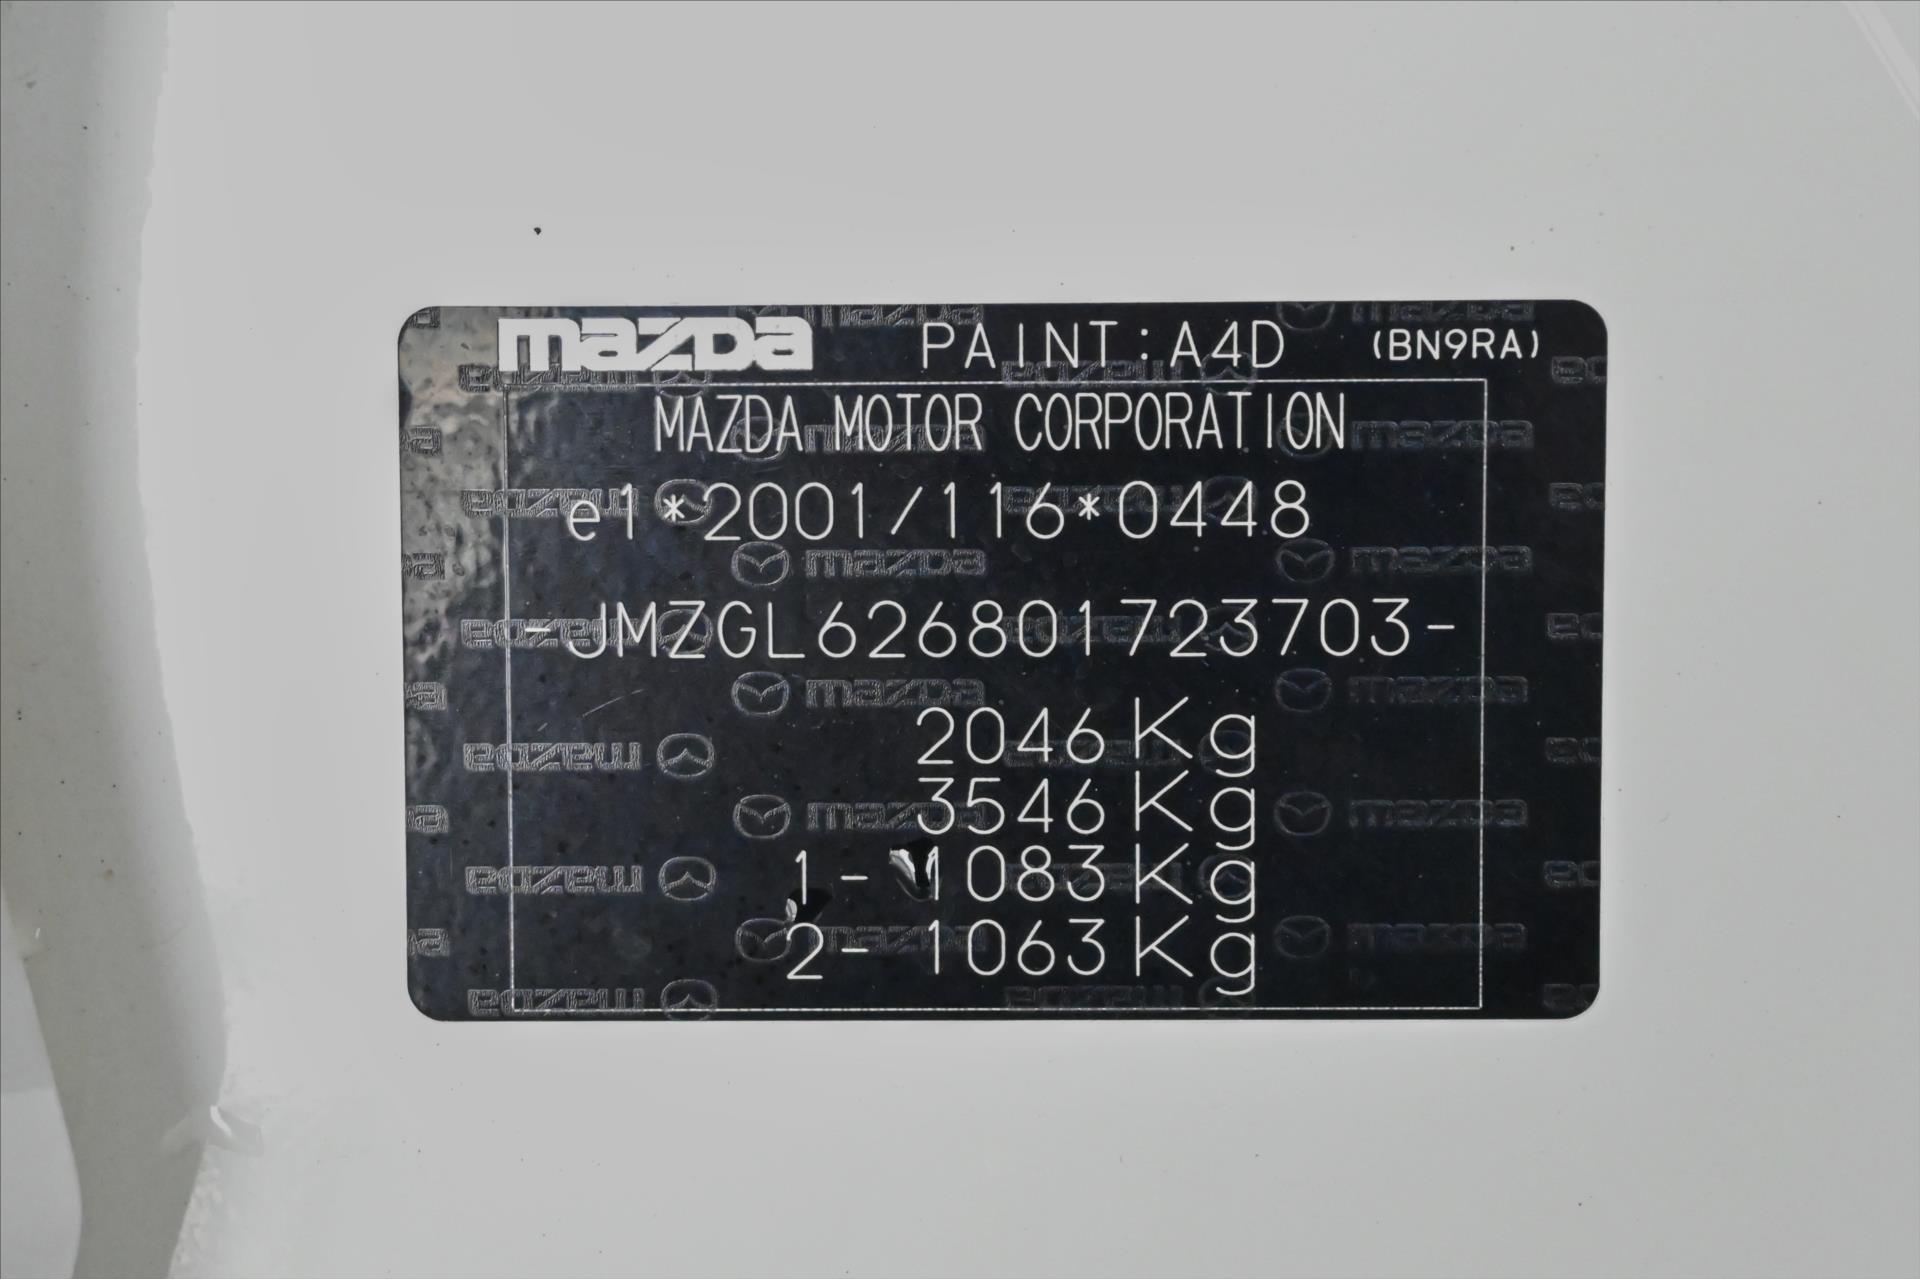 mazda PAINT:A4D (BN9RA)
MAZDA MOTOR CORPORATION
e1*2001/116*0448
-JMZGL626801723703-
2046Kg
3546Kg
1-1083Kg
2-1063Kg